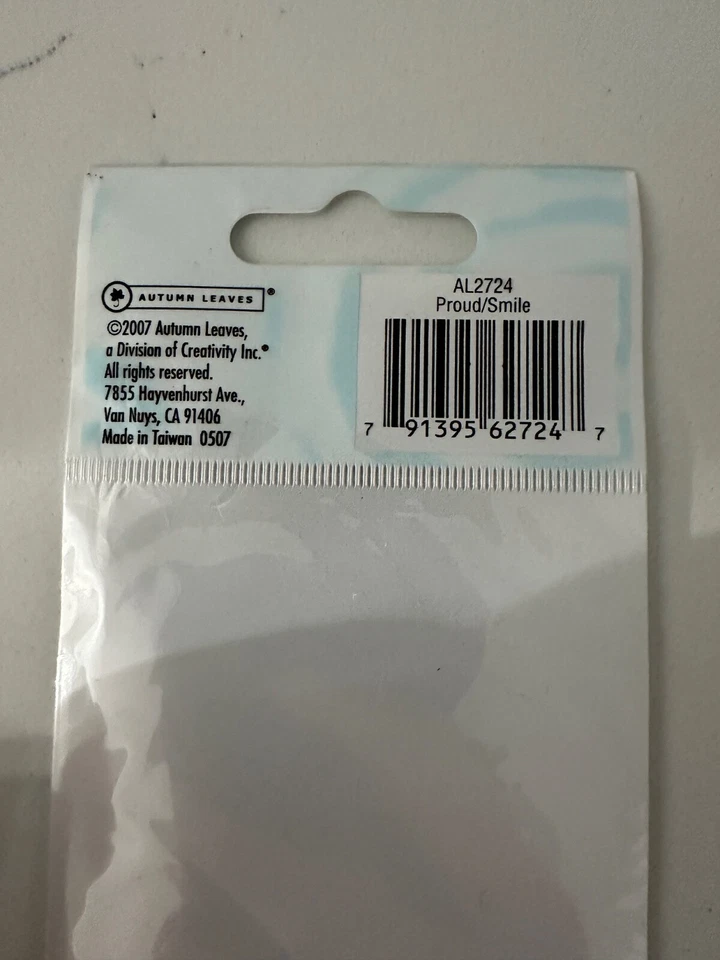 AUTUMN LEAVES®
©2007 Autumn Leaves,
a Division of Creativity Inc.®
All rights reserved.
7855 Hayvenhurst Ave.,
Van Nuys, CA 91406
Made in Taiwan 0507
AL2724
Proud/Smile
7 91395 62724 7